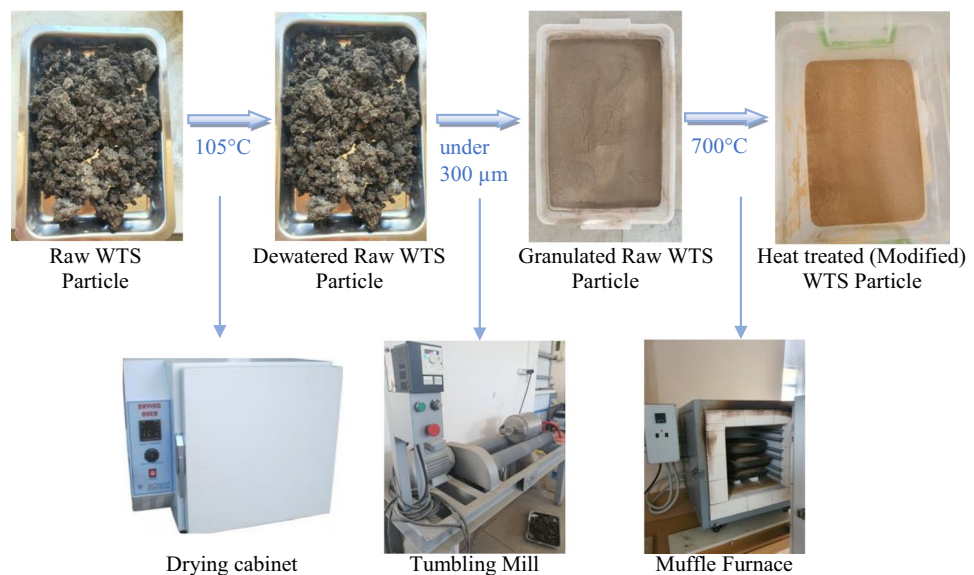 105°C
under
300 µm
700°C
Raw WTS
Particle
Dewatered Raw WTS
Particle
Granulated Raw WTS
Particle
Heat treated (Modified)
WTS Particle
DRYING
OVEN
Drying cabinet
Tumbling Mill
Muffle Furnace